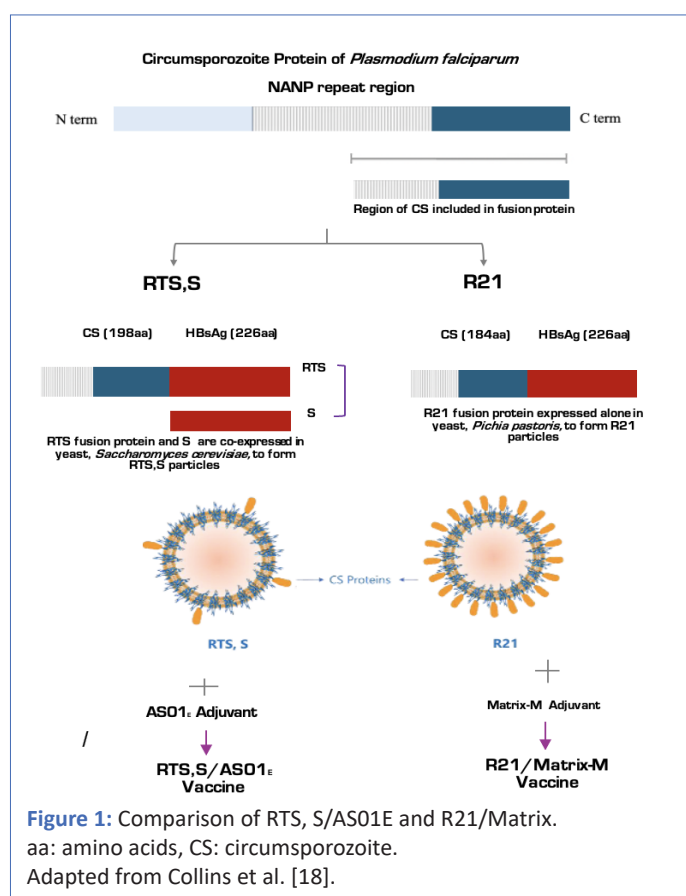 Circumsporozoite Protein of Plasmodium falciparum
NANP repeat region
N term
C term
Region of CS included in fusion protein
RTS,S
R21
CS (198aa)
HBsAg (226aa)
RTS
S
RTS fusion protein and S are co-expressed in
yeast, Saccharomyces cerevisiae, to form
RTS,S particles
CS (184aa)
HBsAg (226aa)
R21 fusion protein expressed alone in
yeast, Pichia pastoris, to form R21
particles
CS Proteins
RTS, S
R21
AS01E Adjuvant
Matrix-M Adjuvant
/
RTS,S/AS01E
Vaccine
R21/Matrix-M
Vaccine
Figure 1: Comparison of RTS, S/AS01E and R21/Matrix.
aa: amino acids, CS: circumsporozoite.
Adapted from Collins et al. [18].